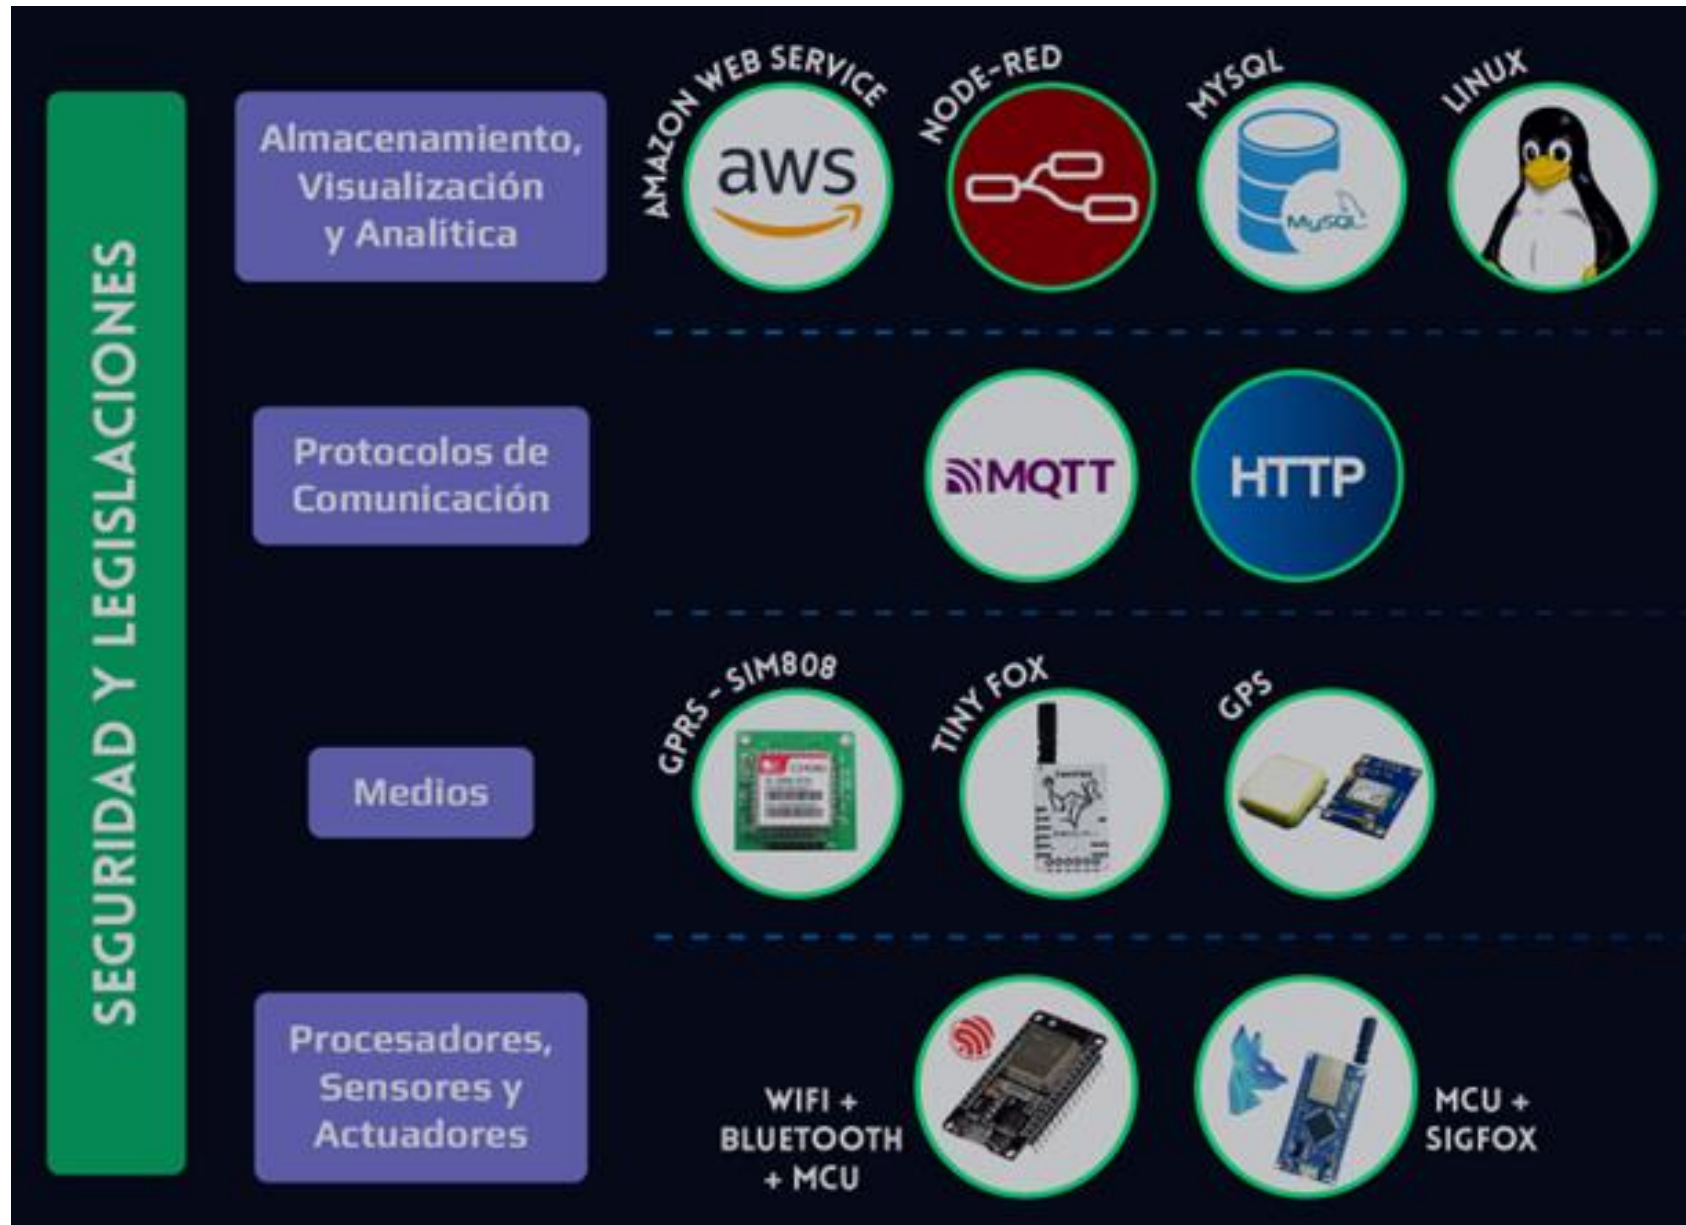 SEGURIDAD Y LEGISLACIONES
Almacenamiento,
Visualización
y Analítica
AMAZON WEB SERVICE
aws
NODE-RED
MYSQL
MySQL
LINUX
Protocolos de
Comunicación
MQTT
HTTP
Medios
GPRS - SIM808
TINY FOX
GPS
Procesadores,
Sensores y
Actuadores
WIFI +
BLUETOOTH
+ MCU
MCU +
SIGFOX